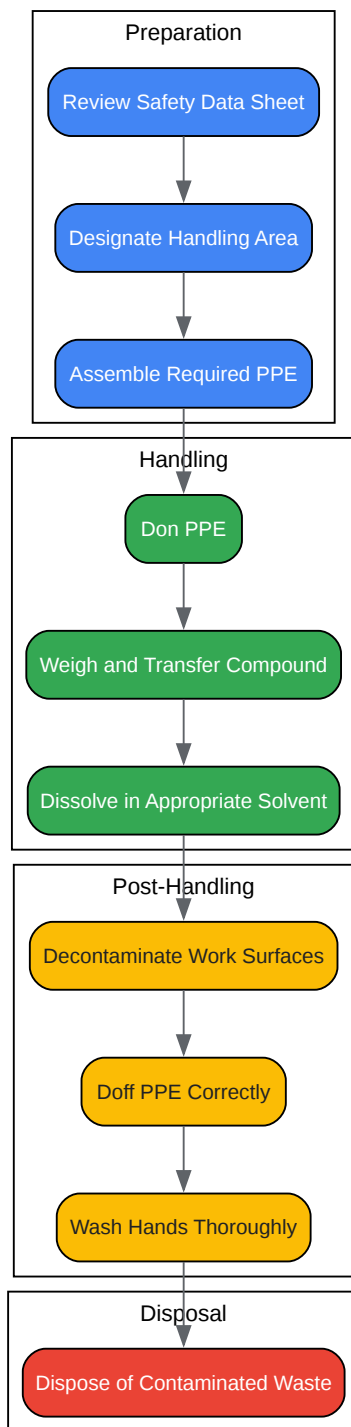 Preparation
Review Safety Data Sheet
Designate Handling Area
Assemble Required PPE
Handling
Don PPE
Weigh and Transfer Compound
Dissolve in Appropriate Solvent
Post-Handling
Decontaminate Work Surfaces
Doff PPE Correctly
Wash Hands Thoroughly
Disposal
Dispose of Contaminated Waste